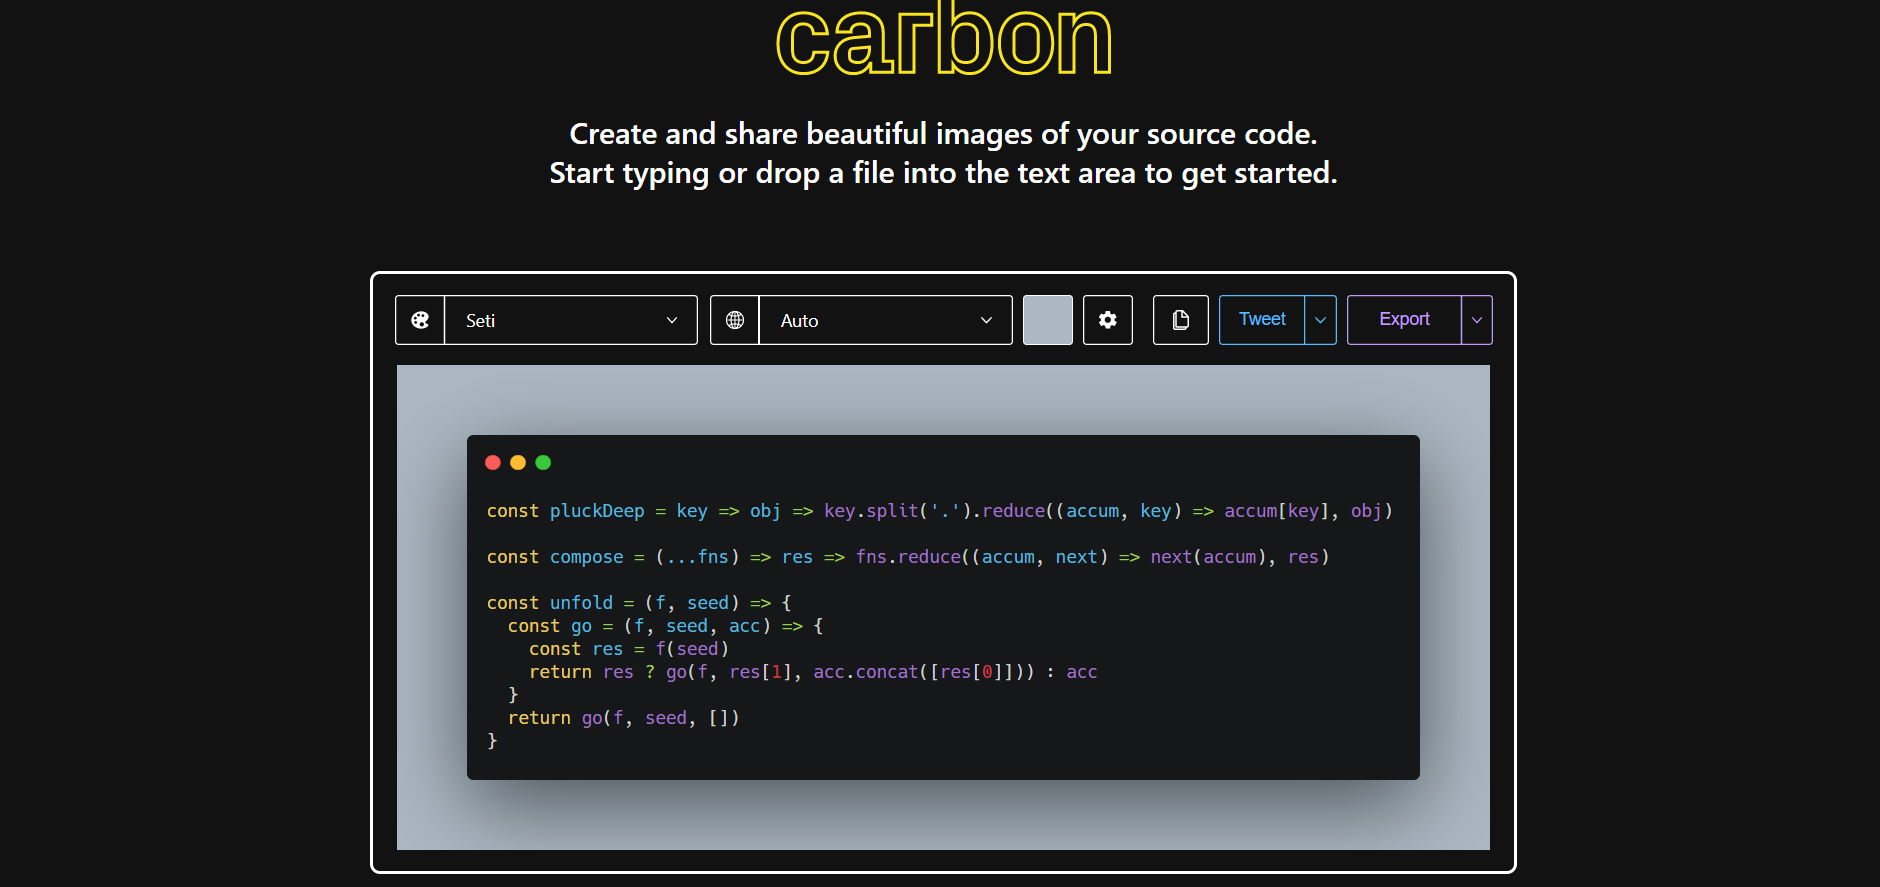 carbon
Create and share beautiful images of your source code.
Start typing or drop a file into the text area to get started.
Seti Auto Tweet Export
const pluckDeep = key => obj => key.split('.').reduce((accum, key) => accum[key], obj)
const compose = (...fns) => res => fns.reduce((accum, next) => next(accum), res)
const unfold = (f, seed) => {
  const go = (f, seed, acc) => {
    const res = f(seed)
    return res ? go(f, res[1], acc.concat([res[0]])) : acc
  }
  return go(f, seed, [])
}